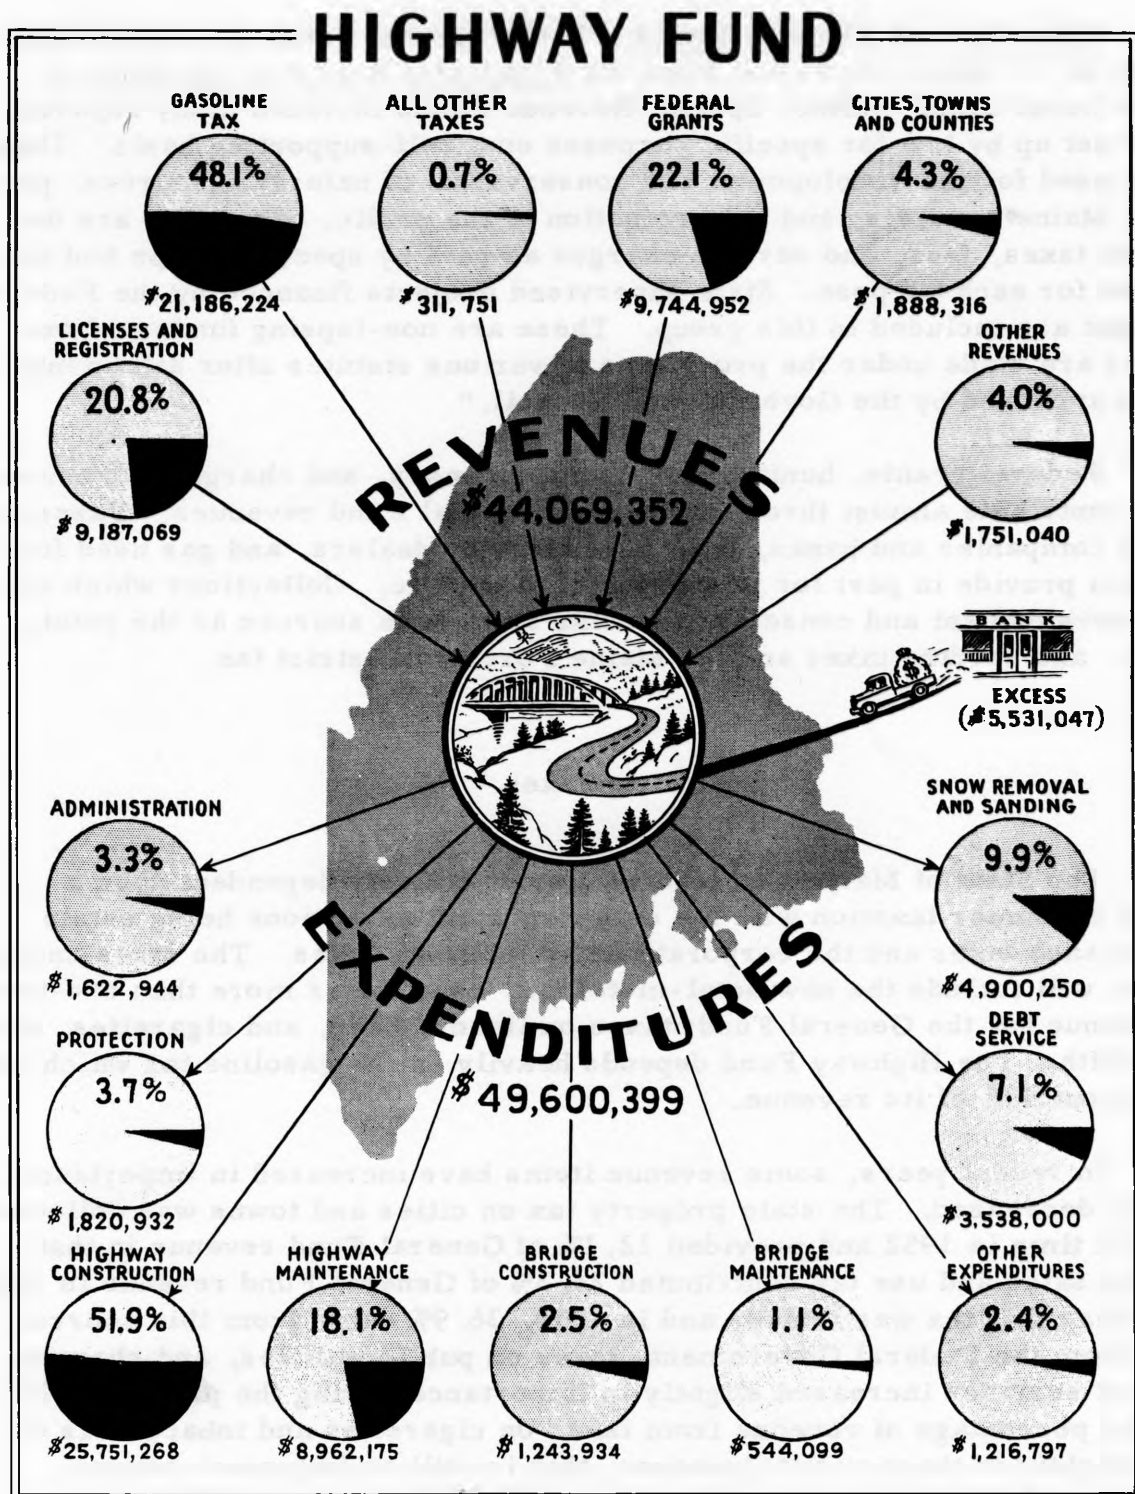 HIGHWAY FUND
GASOLINE
TAX
48.1%
$21,186,224
ALL OTHER
TAXES
0.7%
$311,751
FEDERAL
GRANTS
22.1%
$9,744,952
CITIES, TOWNS
AND COUNTIES
4.3%
$1,888,316
LICENSES AND
REGISTRATION
20.8%
$9,187,069
OTHER
REVENUES
4.0%
$1,751,040
REVENUES
$44,069,352
BANK
$
EXCESS
($5,531,047)
ADMINISTRATION
3.3%
$1,622,944
SNOW REMOVAL
AND SANDING
9.9%
$4,900,250
PROTECTION
3.7%
$1,820,932
DEBT
SERVICE
7.1%
$3,538,000
EXPENDITURES
$49,600,399
HIGHWAY
CONSTRUCTION
51.9%
$25,751,268
HIGHWAY
MAINTENANCE
18.1%
$8,962,175
BRIDGE
CONSTRUCTION
2.5%
$1,243,934
BRIDGE
MAINTENANCE
1.1%
$544,099
OTHER
EXPENDITURES
2.4%
$1,216,797